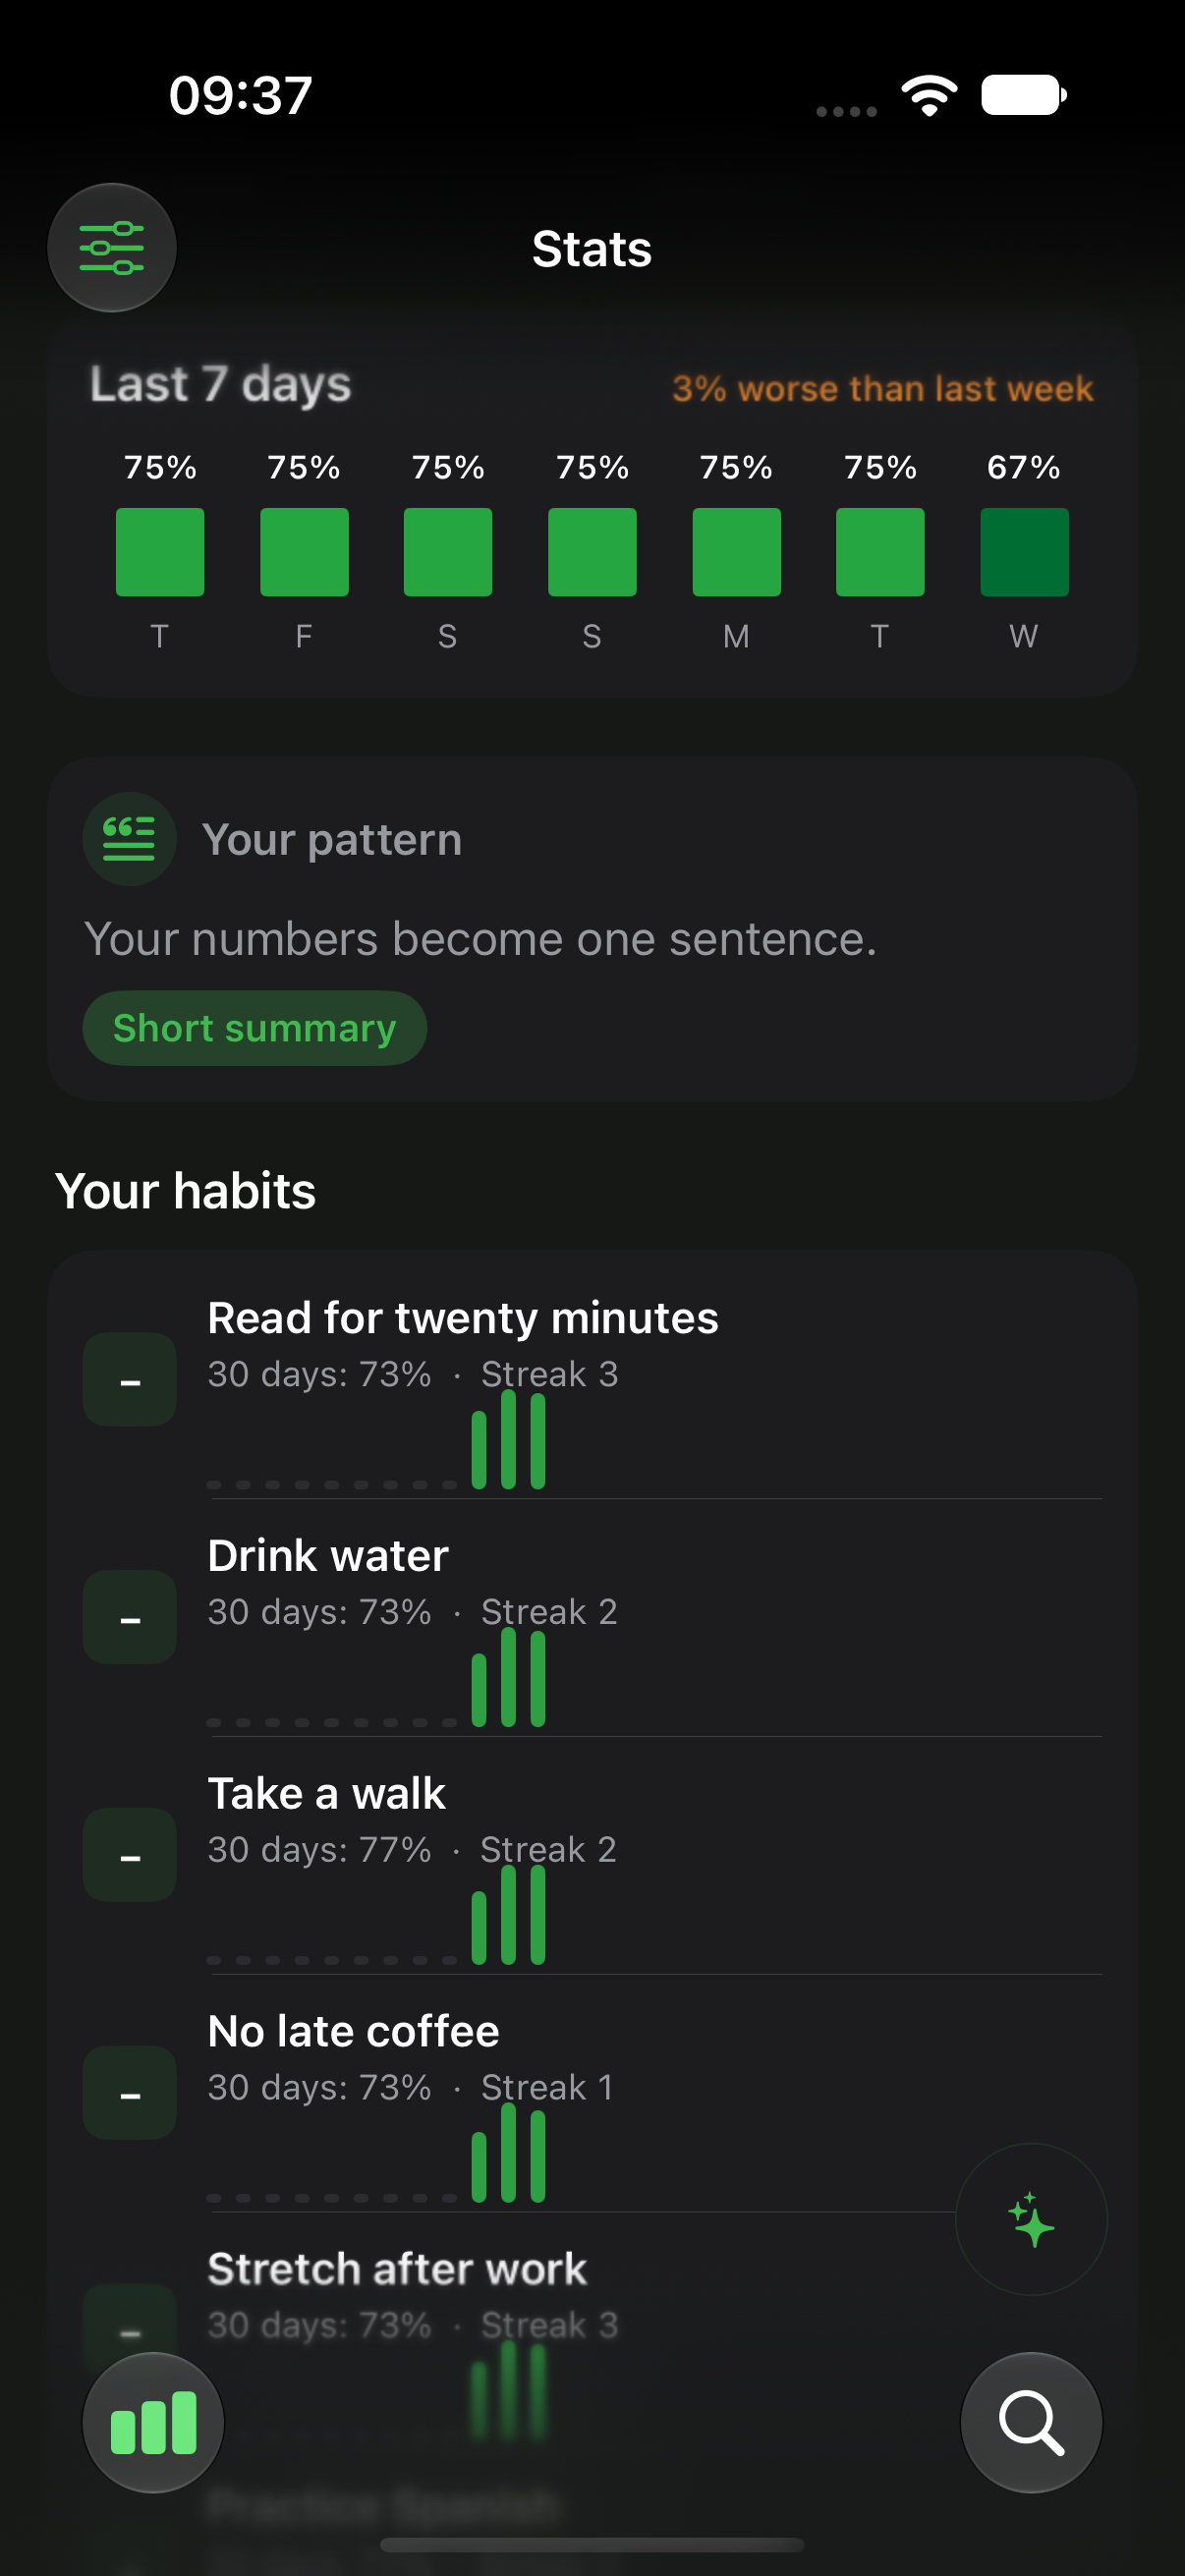 09:37
Stats
Last 7 days
3% worse than last week
75% 75% 75% 75% 75% 75% 67%
T F S S M T W
Your pattern
Your numbers become one sentence.
Short summary
Your habits
Read for twenty minutes
–
30 days: 73% · Streak 3
Drink water
–
30 days: 73% · Streak 2
Take a walk
–
30 days: 77% · Streak 2
No late coffee
–
30 days: 73% · Streak 1
Stretch after work
–
30 days: 73% · Streak 3
Practice Spanish